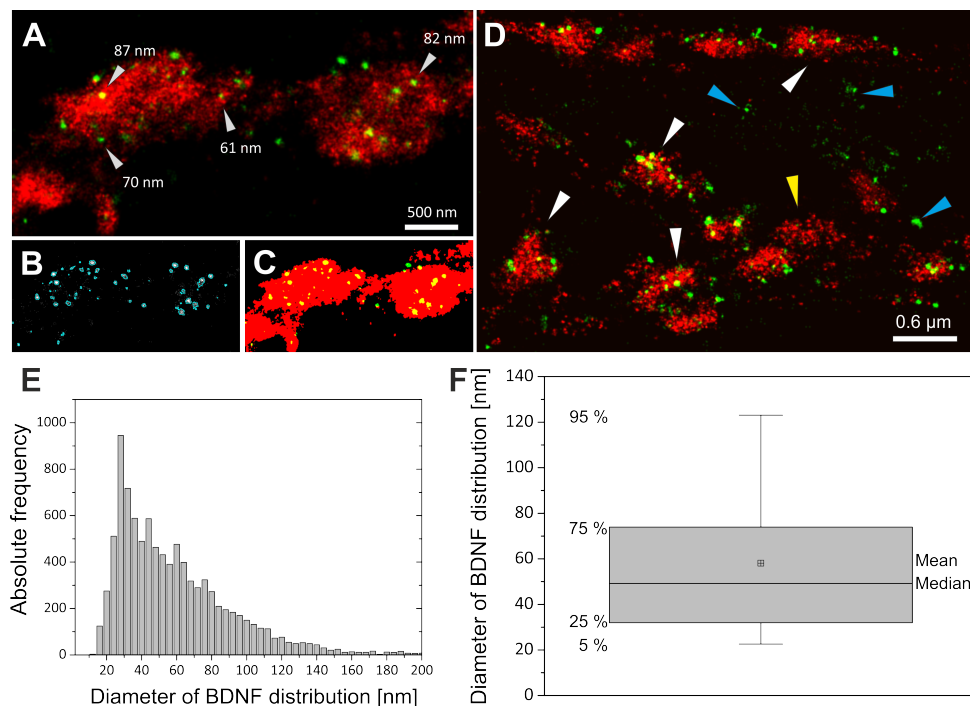 A
87 nm
82 nm
61 nm
70 nm
500 nm
B
C
D
0.6 µm
E
Absolute frequency
1000
800
600
400
200
0
20 40 60 80 100 120 140 160 180 200
Diameter of BDNF distribution [nm]
F
Diameter of BDNF distribution [nm]
140
120
100
80
60
40
20
0
95 %
75 %
25 %
5 %
Mean
Median